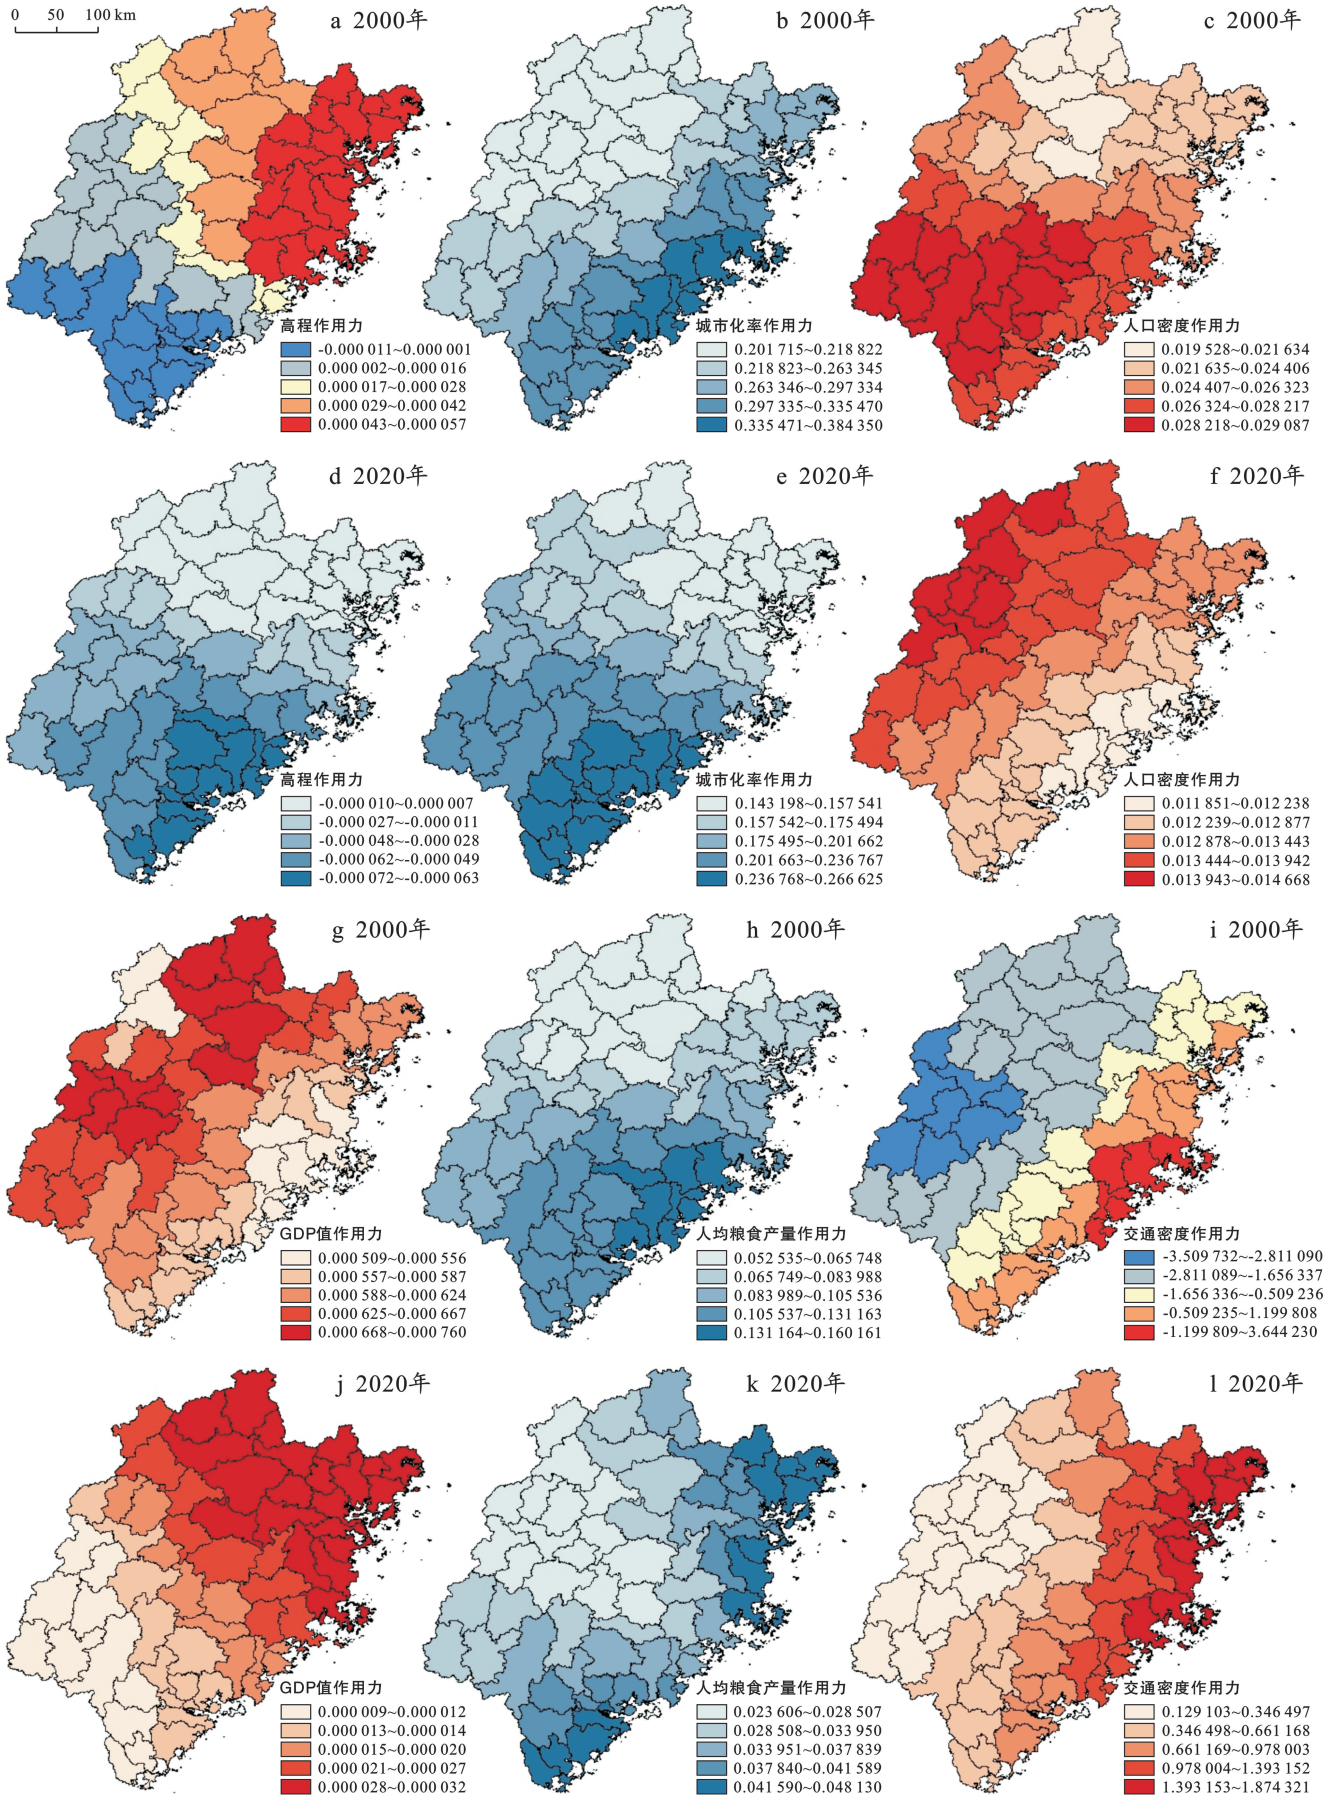 0 50 100 km
a 2000年
高程作用力
-0.000 011~0.000 001
0.000 002~0.000 016
0.000 017~0.000 028
0.000 029~0.000 042
0.000 043~0.000 057
b 2000年
城市化率作用力
0.201 715~0.218 822
0.218 823~0.263 345
0.263 346~0.297 334
0.297 335~0.335 470
0.335 471~0.384 350
c 2000年
人口密度作用力
0.019 528~0.021 634
0.021 635~0.024 406
0.024 407~0.026 323
0.026 324~0.028 217
0.028 218~0.029 087
d 2020年
高程作用力
-0.000 010~0.000 007
-0.000 027~-0.000 011
-0.000 048~-0.000 028
-0.000 062~-0.000 049
-0.000 072~-0.000 063
e 2020年
城市化率作用力
0.143 198~0.157 541
0.157 542~0.175 494
0.175 495~0.201 662
0.201 663~0.236 767
0.236 768~0.266 625
f 2020年
人口密度作用力
0.011 851~0.012 238
0.012 239~0.012 877
0.012 878~0.013 443
0.013 444~0.013 942
0.013 943~0.014 668
g 2000年
GDP值作用力
0.000 509~0.000 556
0.000 557~0.000 587
0.000 588~0.000 624
0.000 625~0.000 667
0.000 668~0.000 760
h 2000年
人均粮食产量作用力
0.052 535~0.065 748
0.065 749~0.083 988
0.083 989~0.105 536
0.105 537~0.131 163
0.131 164~0.160 161
i 2000年
交通密度作用力
-3.509 732~-2.811 090
-2.811 089~-1.656 337
-1.656 336~-0.509 236
-0.509 235~1.199 808
-1.199 809~3.644 230
j 2020年
GDP值作用力
0.000 009~0.000 012
0.000 013~0.000 014
0.000 015~0.000 020
0.000 021~0.000 027
0.000 028~0.000 032
k 2020年
人均粮食产量作用力
0.023 606~0.028 507
0.028 508~0.033 950
0.033 951~0.037 839
0.037 840~0.041 589
0.041 590~0.048 130
l 2020年
交通密度作用力
0.129 103~0.346 497
0.346 498~0.661 168
0.661 169~0.978 003
0.978 004~1.393 152
1.393 153~1.874 321